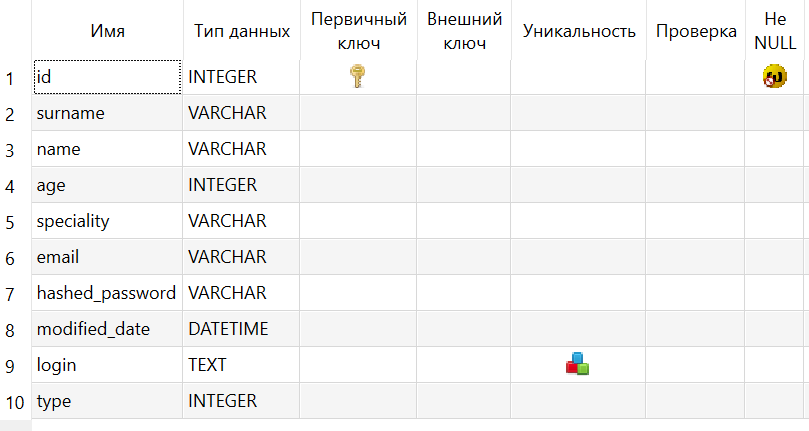 Имя Тип данных Первичный ключ Внешний ключ Уникальность Проверка Не NULL
1 id INTEGER
2 surname VARCHAR
3 name VARCHAR
4 age INTEGER
5 speciality VARCHAR
6 email VARCHAR
7 hashed_password VARCHAR
8 modified_date DATETIME
9 login TEXT
10 type INTEGER